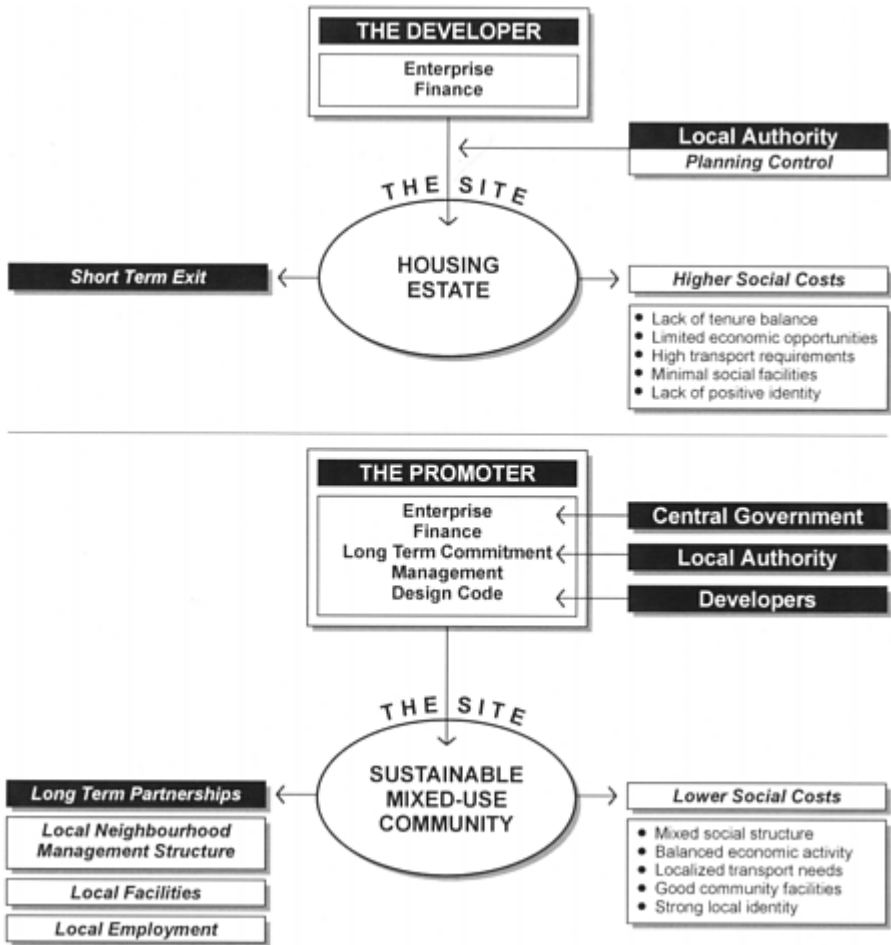 THE DEVELOPER
Enterprise
Finance
Local Authority
Planning Control
THE SITE
HOUSING
ESTATE
Short Term Exit
Higher Social Costs
• Lack of tenure balance
• Limited economic opportunities
• High transport requirements
• Minimal social facilities
• Lack of positive identity
THE PROMOTER
Enterprise
Finance
Long Term Commitment
Management
Design Code
Central Government
Local Authority
Developers
THE SITE
SUSTAINABLE
MIXED-USE
COMMUNITY
Long Term Partnerships
Local Neighbourhood
Management Structure
Local Facilities
Local Employment
Lower Social Costs
• Mixed social structure
• Balanced economic activity
• Localized transport needs
• Good community facilities
• Strong local identity